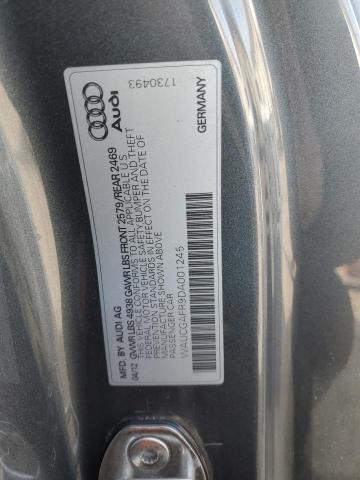 1730493
Audi
GERMANY
MFD. BY AUDI AG
04/12 GVWR LBS 4938 GAWR LBS FRONT 2579/REAR 2469
THIS VEHICLE CONFORMS TO ALL APPLICABLE U.S.
FEDERAL MOTOR VEHICLE SAFETY BUMPER AND THEFT
PREVENTION STANDARDS IN EFFECT ON THE DATE OF
MANUFACTURE SHOWN ABOVE
PASSENGER CAR
WAUCGAFR9DA001245